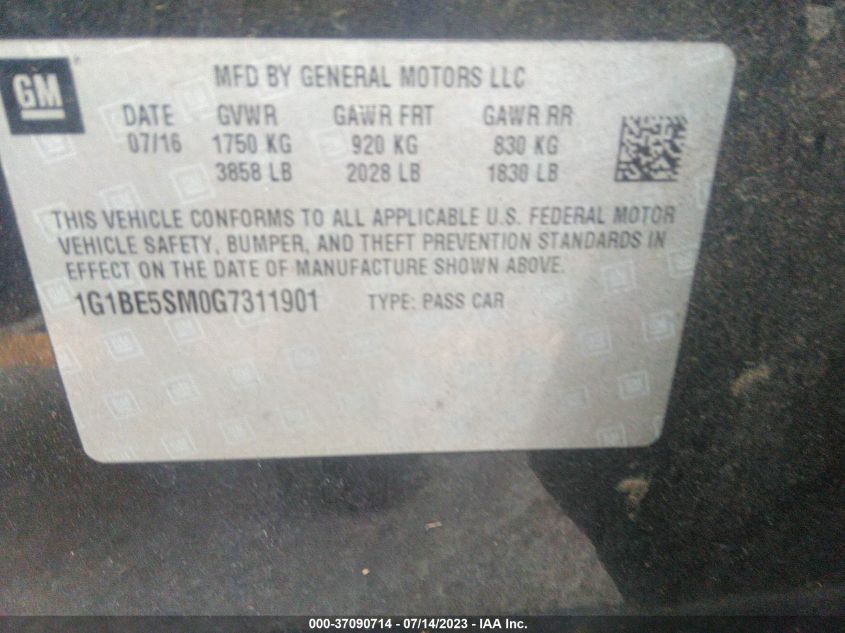 GM
MFD BY GENERAL MOTORS LLC
DATE GVWR GAWR FRT GAWR RR
07/16 1750 KG 920 KG 830 KG
3858 LB 2028 LB 1830 LB
THIS VEHICLE CONFORMS TO ALL APPLICABLE U.S. FEDERAL MOTOR
VEHICLE SAFETY, BUMPER, AND THEFT PREVENTION STANDARDS IN
EFFECT ON THE DATE OF MANUFACTURE SHOWN ABOVE.
1G1BE5SM0G7311901 TYPE: PASS CAR
000-37090714 - 07/14/2023 - IAA Inc.